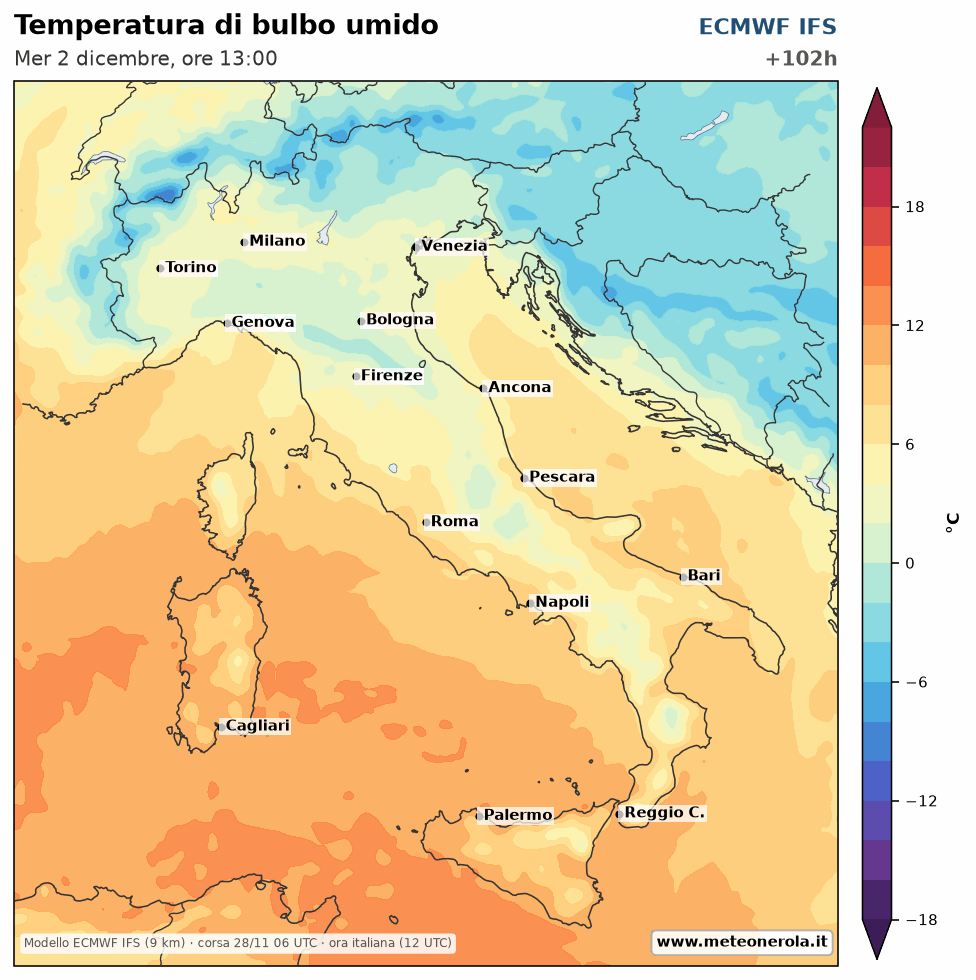 Temperatura di bulbo umido
ECMWF IFS
Mer 2 dicembre, ore 13:00
+102h
Milano
Venezia
Torino
Genova
Bologna
Firenze
Ancona
Pescara
Roma
Bari
Napoli
Cagliari
Palermo
Reggio C.
18
12
6
0
−6
−12
−18
°C
Modello ECMWF IFS (9 km) · corsa 28/11 06 UTC · ora italiana (12 UTC)
www.meteonerola.it